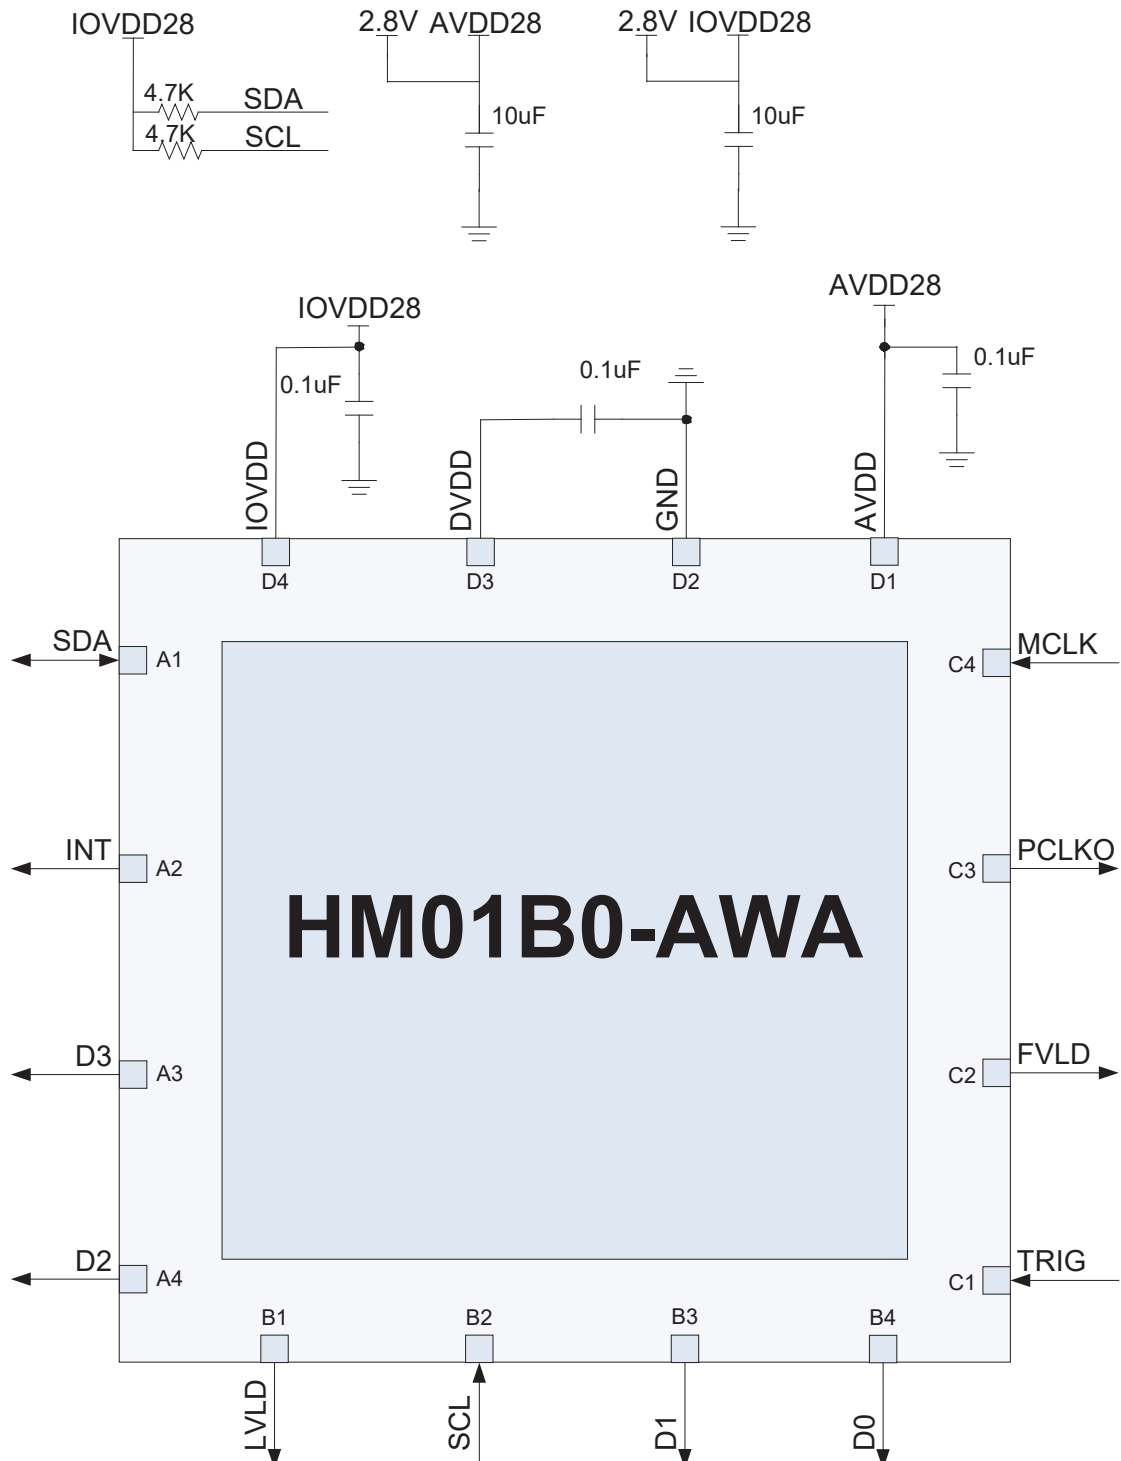 IOVDD28
2.8V AVDD28
2.8V IOVDD28
4.7K SDA
4.7K SCL
10uF
10uF
IOVDD28
AVDD28
0.1uF
0.1uF
0.1uF
IOVDD
DVDD
GND
AVDD
D4
D3
D2
D1
SDA
A1
C4
MCLK
INT
A2
C3
PCLKO
HM01B0-AWA
D3
A3
C2
FVLD
D2
A4
C1
TRIG
B1
B2
B3
B4
LVLD
SCL
D1
D0